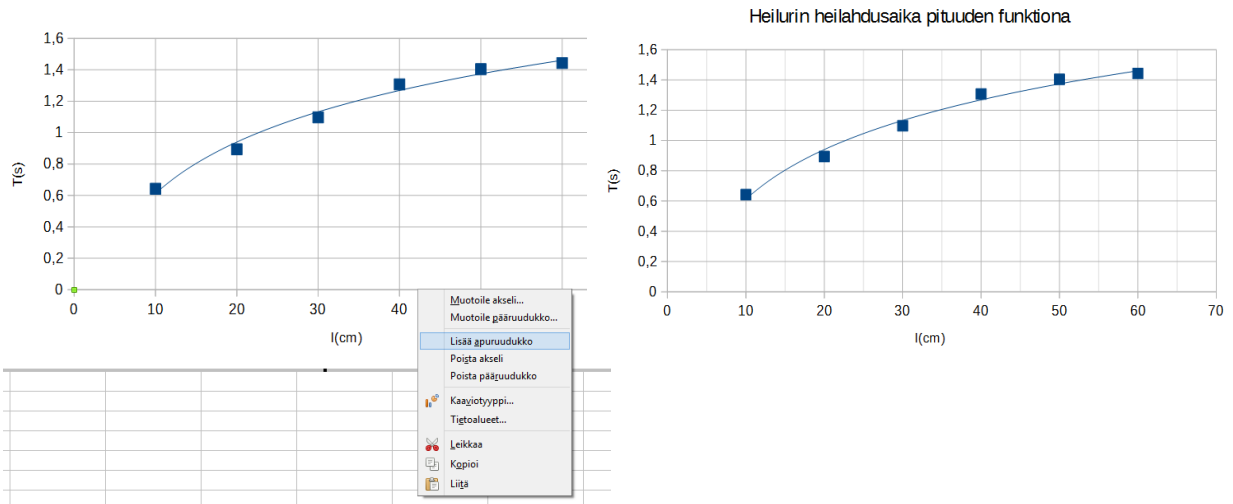 1,6
1,4
1,2
1
0,8
0,6
0,4
0,2
0
T(s)
0 10 20 30 40
l(cm)
Muotoile akseli...
Muotoile pääruudukko...
Lisää apuruudukko
Poista akseli
Poista pääruudukko
Kaaviotyyppi...
Tietoalueet...
Leikkaa
Kopioi
Liitä
Heilurin heilahdusaika pituuden funktiona
1,6
1,4
1,2
1
0,8
0,6
0,4
0,2
0
T(s)
0 10 20 30 40 50 60 70
l(cm)